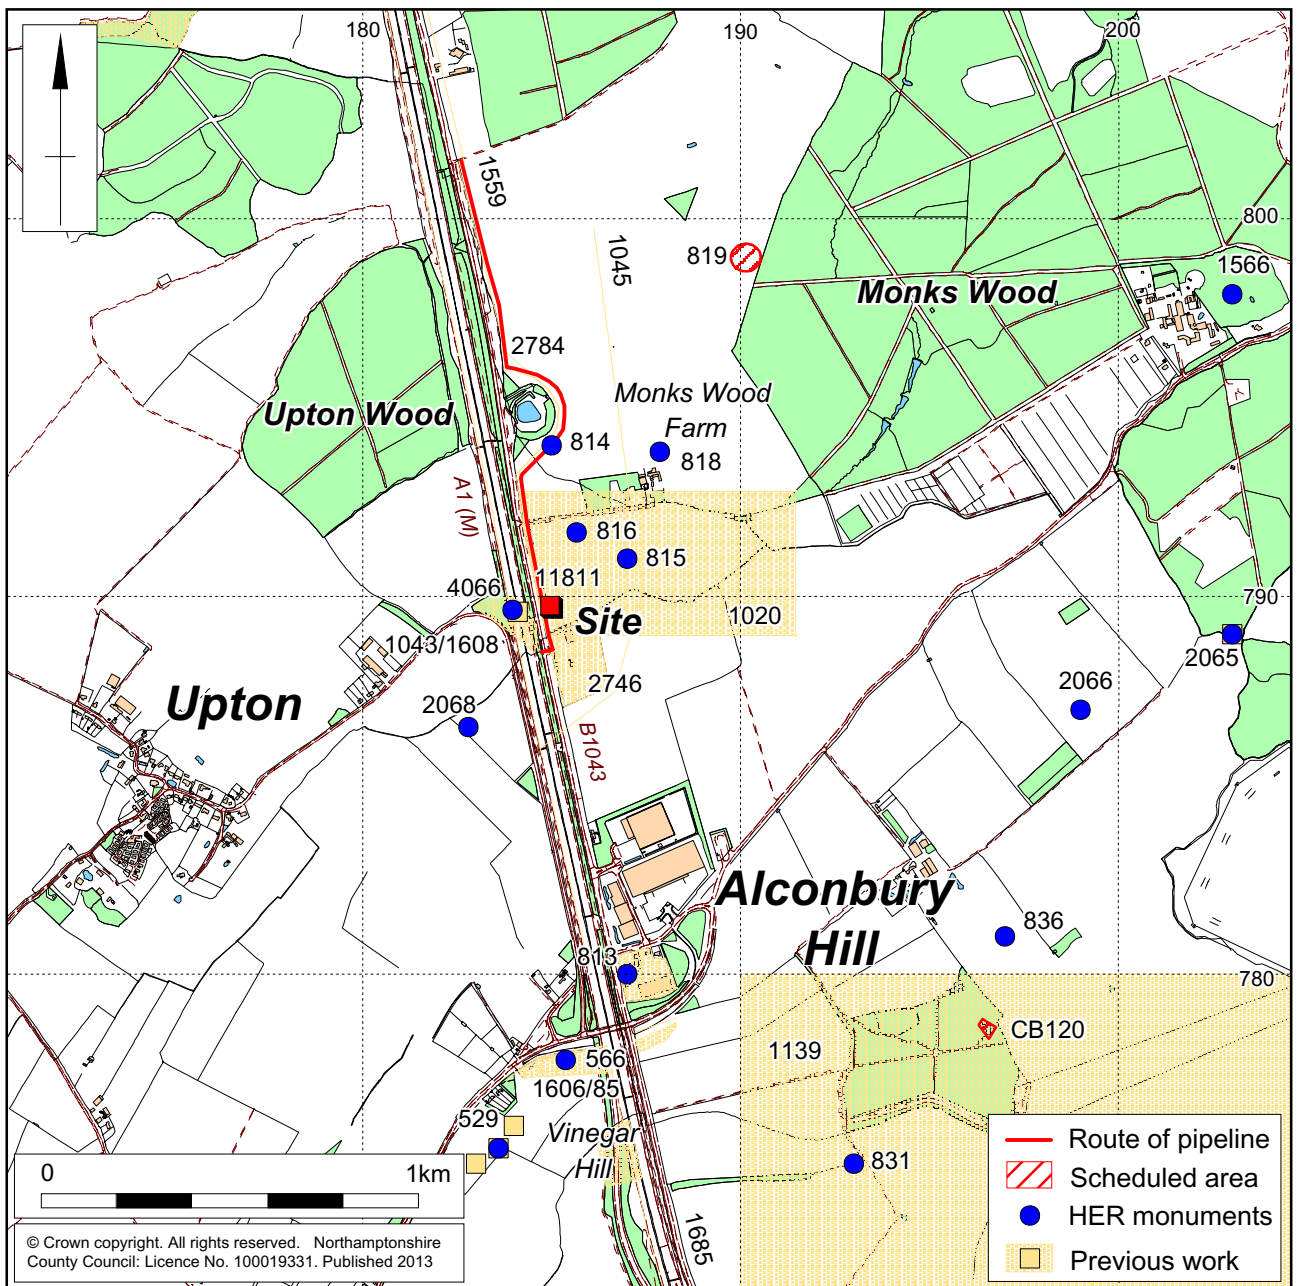 180
190
200
1559
800
1045
819
1566
Monks Wood
2784
Upton Wood
Monks Wood
Farm
814
818
A1 (M)
816
815
11811
4066
Site
790
1020
1043/1608
2065
2746
2066
Upton
2068
B1043
Alconbury
Hill
836
813
780
CB120
1139
566
1606/85
529
Vinegar
Hill
831
1685
0 1km
© Crown copyright. All rights reserved. Northamptonshire
County Council: Licence No. 100019331. Published 2013
Route of pipeline
Scheduled area
HER monuments
Previous work